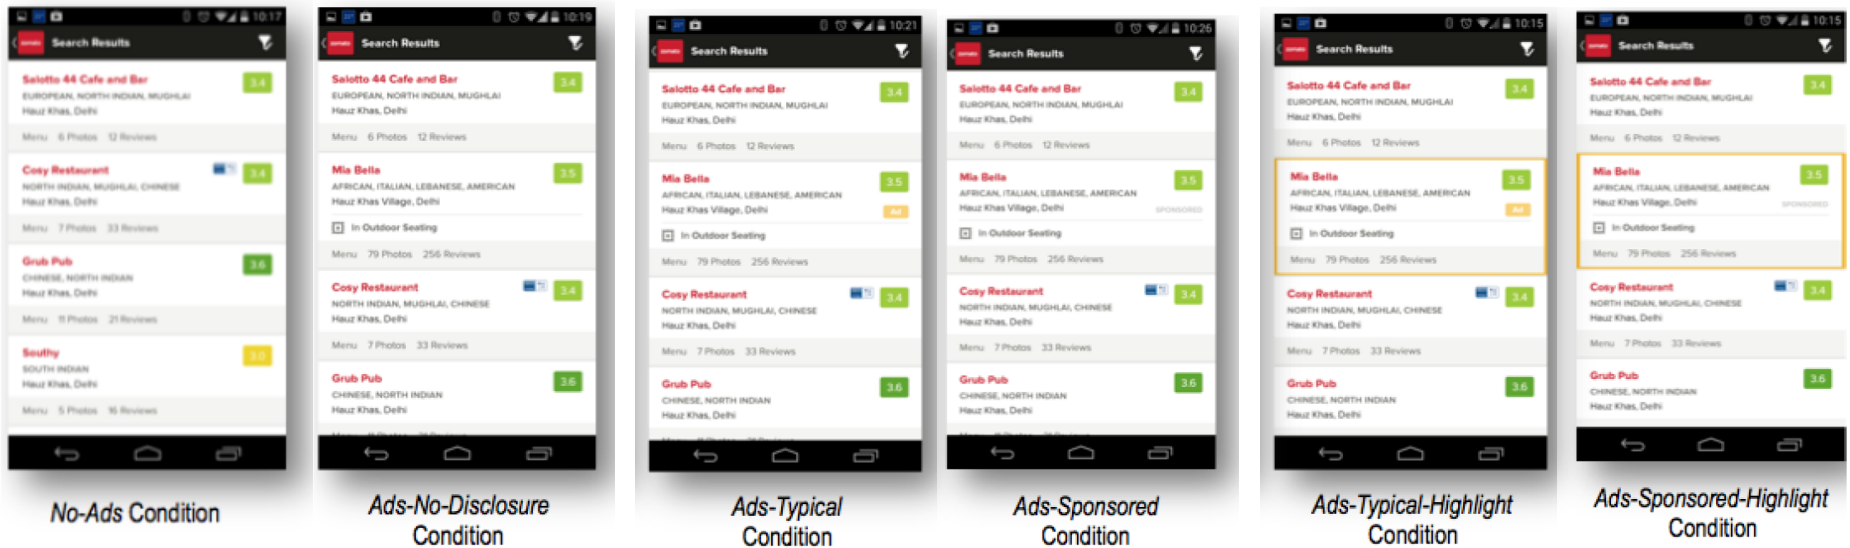 10:17
Search Results
Salotto 44 Cafe and Bar
3.4
EUROPEAN, NORTH INDIAN, MUGHLAI
Hauz Khas, Delhi
Menu 6 Photos 12 Reviews
Cosy Restaurant
3.4
NORTH INDIAN, MUGHLAI, CHINESE
Hauz Khas, Delhi
Menu 7 Photos 33 Reviews
Grub Pub
3.6
CHINESE, NORTH INDIAN
Hauz Khas, Delhi
Menu 11 Photos 21 Reviews
Southy
3.0
SOUTH INDIAN
Hauz Khas, Delhi
Menu 5 Photos 16 Reviews
No-Ads Condition
10:19
Search Results
Salotto 44 Cafe and Bar
3.4
EUROPEAN, NORTH INDIAN, MUGHLAI
Hauz Khas, Delhi
Menu 6 Photos 12 Reviews
Mia Bella
3.5
AFRICAN, ITALIAN, LEBANESE, AMERICAN
Hauz Khas Village, Delhi
In Outdoor Seating
Menu 79 Photos 256 Reviews
Cosy Restaurant
3.4
NORTH INDIAN, MUGHLAI, CHINESE
Hauz Khas, Delhi
Menu 7 Photos 33 Reviews
Grub Pub
3.6
CHINESE, NORTH INDIAN
Hauz Khas, Delhi
Ads-No-Disclosure
Condition
10:21
Search Results
Salotto 44 Cafe and Bar
3.4
EUROPEAN, NORTH INDIAN, MUGHLAI
Hauz Khas, Delhi
Menu 6 Photos 12 Reviews
Mia Bella
3.5
AFRICAN, ITALIAN, LEBANESE, AMERICAN
Hauz Khas Village, Delhi
Ad
In Outdoor Seating
Menu 79 Photos 256 Reviews
Cosy Restaurant
3.4
NORTH INDIAN, MUGHLAI, CHINESE
Hauz Khas, Delhi
Menu 7 Photos 33 Reviews
Grub Pub
3.6
CHINESE, NORTH INDIAN
Hauz Khas, Delhi
Ads-Typical
Condition
10:26
Search Results
Salotto 44 Cafe and Bar
3.4
EUROPEAN, NORTH INDIAN, MUGHLAI
Hauz Khas, Delhi
Menu 6 Photos 12 Reviews
Mia Bella
3.5
AFRICAN, ITALIAN, LEBANESE, AMERICAN
Hauz Khas Village, Delhi
SPONSORED
In Outdoor Seating
Menu 79 Photos 256 Reviews
Cosy Restaurant
3.4
NORTH INDIAN, MUGHLAI, CHINESE
Hauz Khas, Delhi
Menu 7 Photos 33 Reviews
Grub Pub
3.6
CHINESE, NORTH INDIAN
Hauz Khas, Delhi
Ads-Sponsored
Condition
10:15
Search Results
Salotto 44 Cafe and Bar
3.4
EUROPEAN, NORTH INDIAN, MUGHLAI
Hauz Khas, Delhi
Menu 6 Photos 12 Reviews
Mia Bella
3.5
AFRICAN, ITALIAN, LEBANESE, AMERICAN
Hauz Khas Village, Delhi
Ad
In Outdoor Seating
Menu 79 Photos 256 Reviews
Cosy Restaurant
3.4
NORTH INDIAN, MUGHLAI, CHINESE
Hauz Khas, Delhi
Menu 7 Photos 33 Reviews
Grub Pub
3.6
CHINESE, NORTH INDIAN
Hauz Khas, Delhi
Ads-Typical-Highlight
Condition
10:15
Search Results
Salotto 44 Cafe and Bar
3.4
EUROPEAN, NORTH INDIAN, MUGHLAI
Hauz Khas, Delhi
Menu 6 Photos 12 Reviews
Mia Bella
3.5
AFRICAN, ITALIAN, LEBANESE, AMERICAN
Hauz Khas Village, Delhi
SPONSORED
In Outdoor Seating
Menu 79 Photos 256 Reviews
Cosy Restaurant
3.4
NORTH INDIAN, MUGHLAI, CHINESE
Hauz Khas, Delhi
Menu 7 Photos 33 Reviews
Grub Pub
3.6
CHINESE, NORTH INDIAN
Hauz Khas, Delhi
Ads-Sponsored-Highlight
Condition